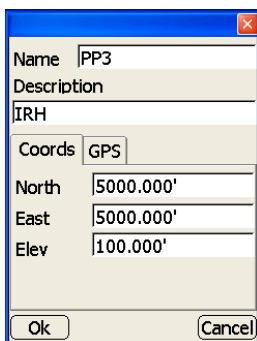 Name PP3
Description
IRH
Coords GPS
North 5000.000'
East 5000.000'
Elev 100.000'
Ok Cancel